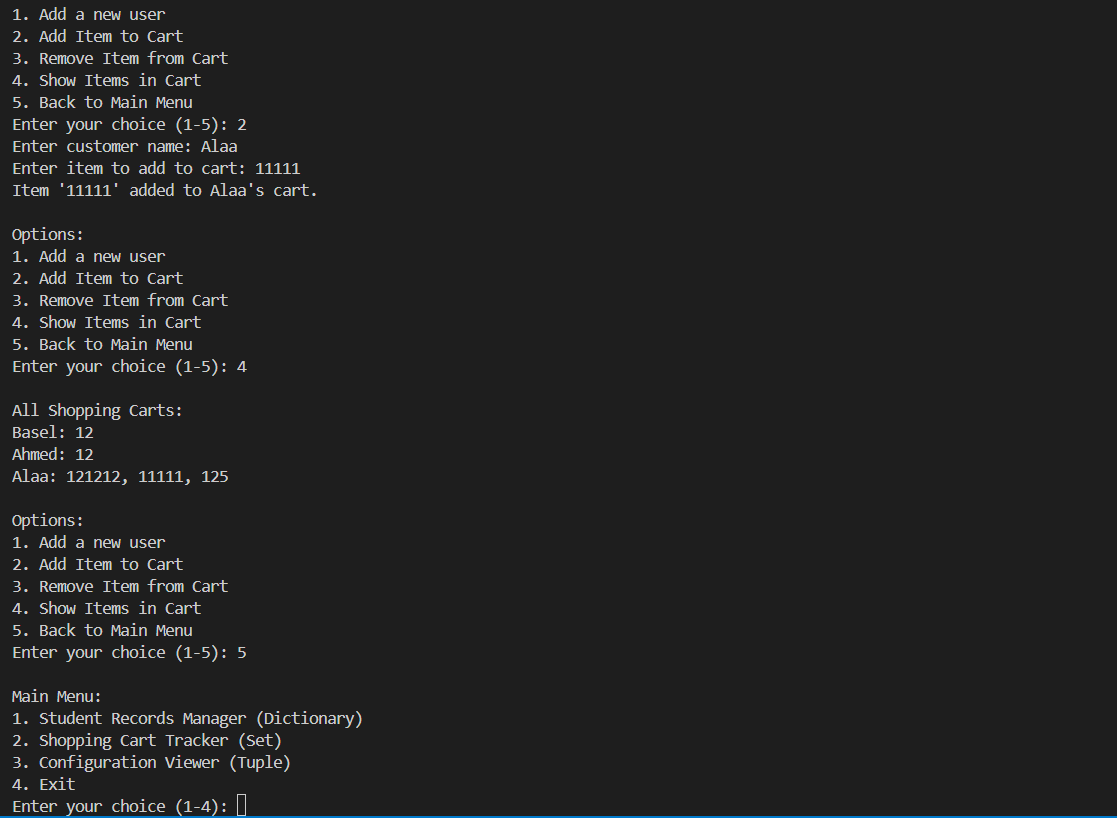 1. Add a new user
2. Add Item to Cart
3. Remove Item from Cart
4. Show Items in Cart
5. Back to Main Menu
Enter your choice (1-5): 2
Enter customer name: Alaa
Enter item to add to cart: 11111
Item '11111' added to Alaa's cart.

Options:
1. Add a new user
2. Add Item to Cart
3. Remove Item from Cart
4. Show Items in Cart
5. Back to Main Menu
Enter your choice (1-5): 4

All Shopping Carts:
Basel: 12
Ahmed: 12
Alaa: 121212, 11111, 125

Options:
1. Add a new user
2. Add Item to Cart
3. Remove Item from Cart
4. Show Items in Cart
5. Back to Main Menu
Enter your choice (1-5): 5

Main Menu:
1. Student Records Manager (Dictionary)
2. Shopping Cart Tracker (Set)
3. Configuration Viewer (Tuple)
4. Exit
Enter your choice (1-4):